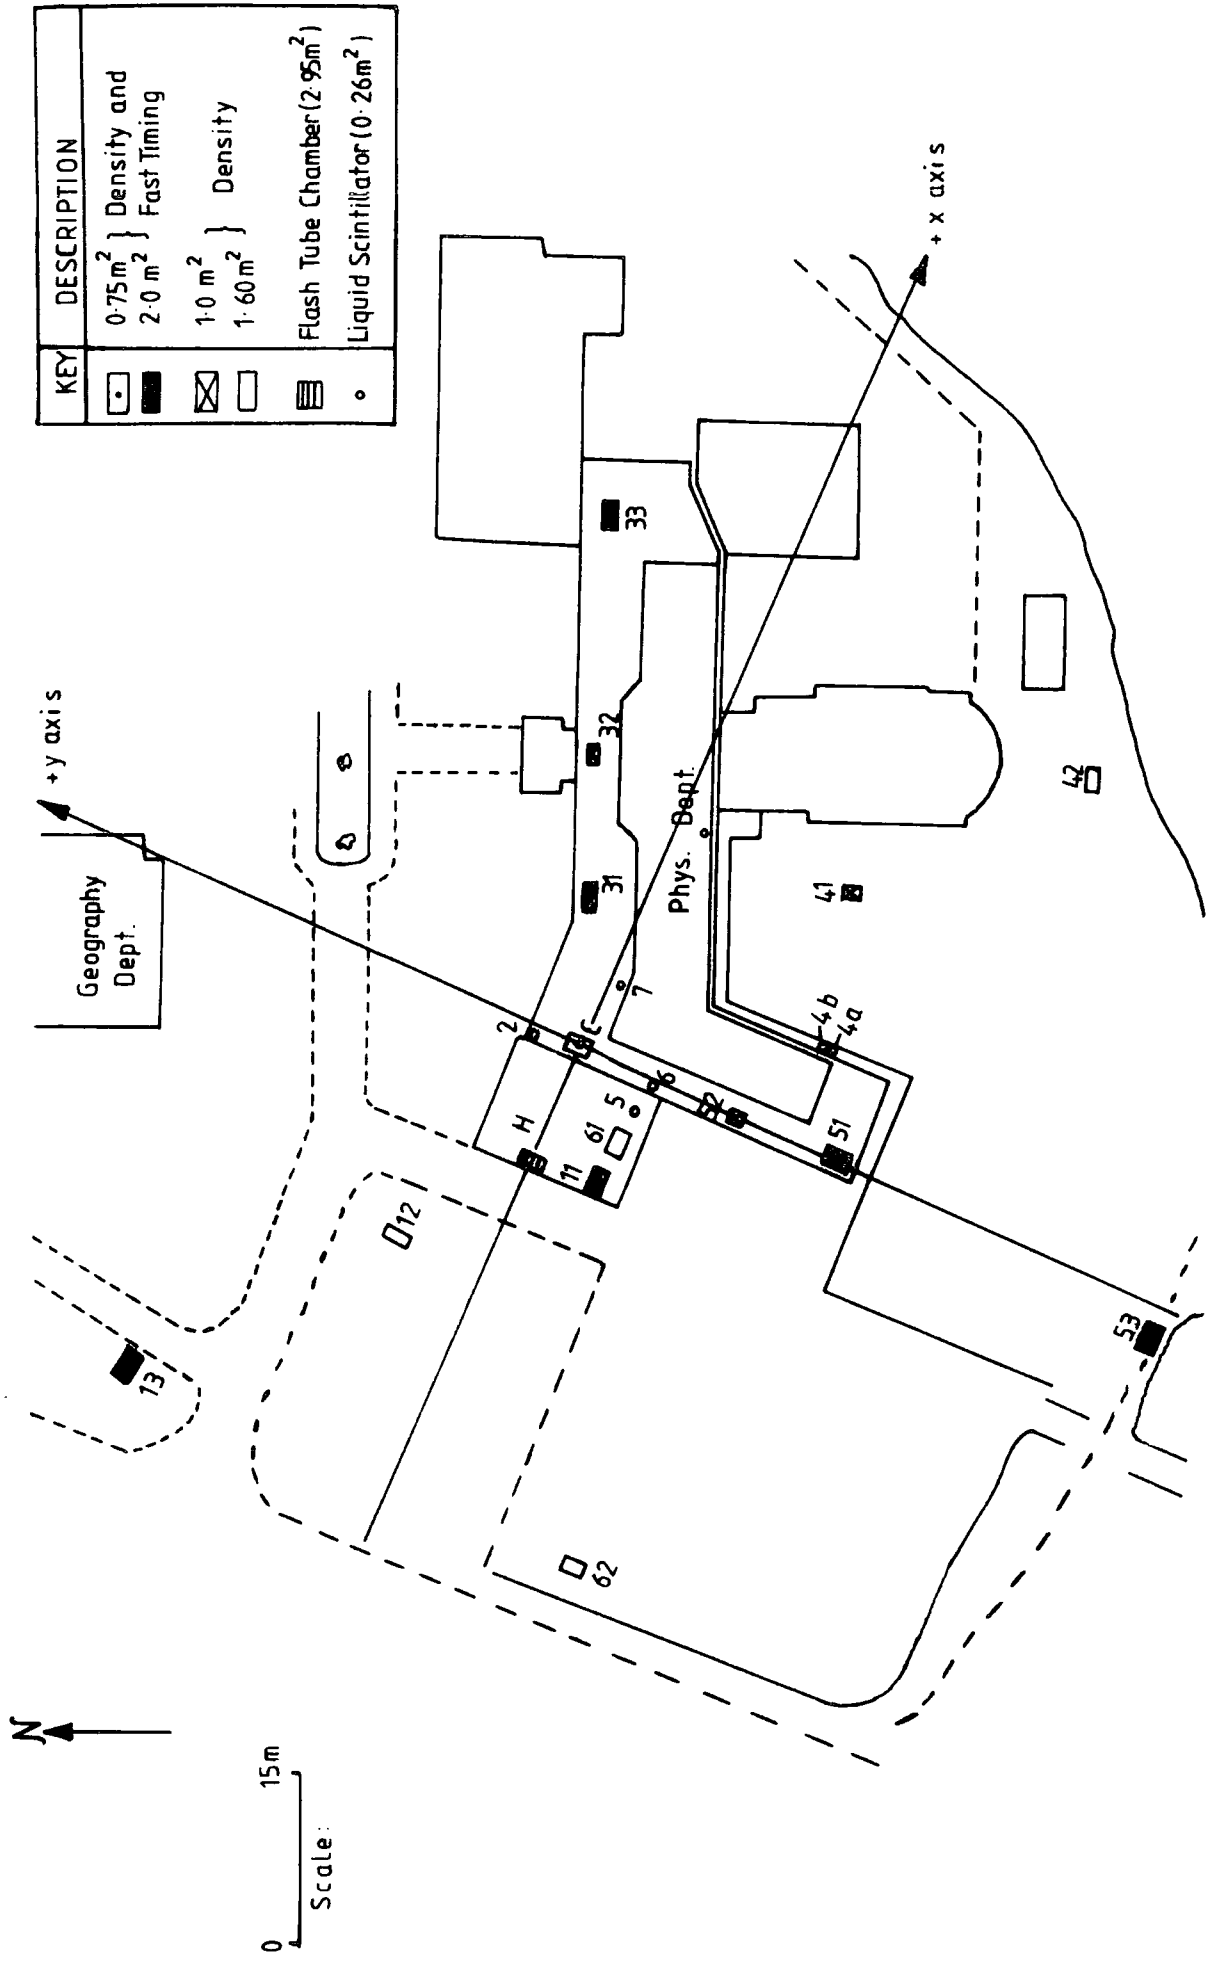 KEY DESCRIPTION
0·75m² } Density and
2·0 m² } Fast Timing
1·0 m² } Density
1·60m² }
Flash Tube Chamber(2·95m²)
Liquid Scintillator(0·26m²)
N
0 15m
Scale:
+y axis
+x axis
Geography
Dept.
Phys. Dept.
13
12
H
11
61
5
2
C
7
6
52
51
53
62
31
32
33
4b
4a
41
42